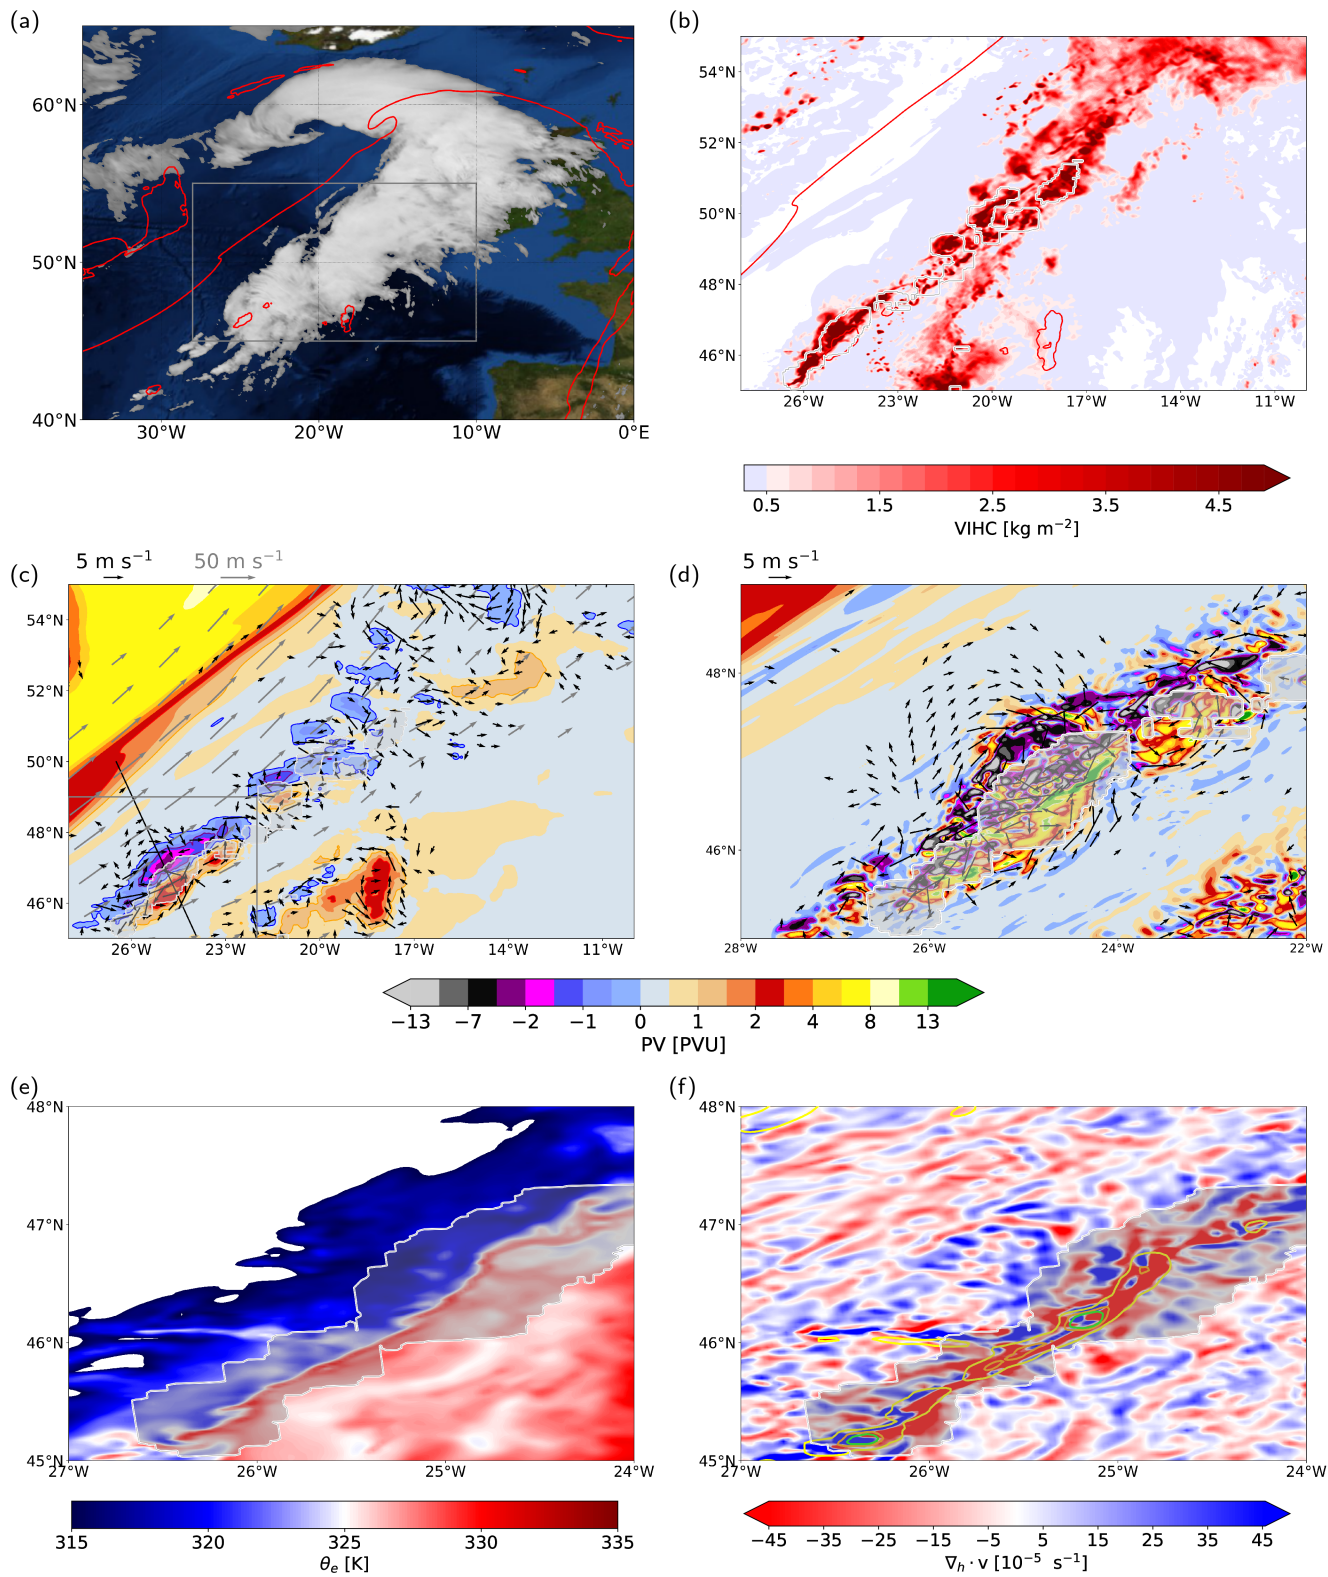 (a)
60°N
50°N
40°N
30°W 20°W 10°W 0°E
(b)
54°N
52°N
50°N
48°N
46°N
26°W 23°W 20°W 17°W 14°W 11°W
0.5 1.5 2.5 3.5 4.5
VIHC [kg m−2]
5 m s−1 50 m s−1
(c)
54°N
52°N
50°N
48°N
46°N
26°W 23°W 20°W 17°W 14°W 11°W
5 m s−1
(d)
48°N
46°N
28°W 26°W 24°W 22°W
−13 −7 −2 −1 0 1 2 4 8 13
PV [PVU]
(e)
48°N
47°N
46°N
45°N
27°W 26°W 25°W 24°W
315 320 325 330 335
θe [K]
(f)
48°N
47°N
46°N
45°N
27°W 26°W 25°W 24°W
−45 −35 −25 −15 −5 5 15 25 35 45
∇h · v [10−5 s−1]